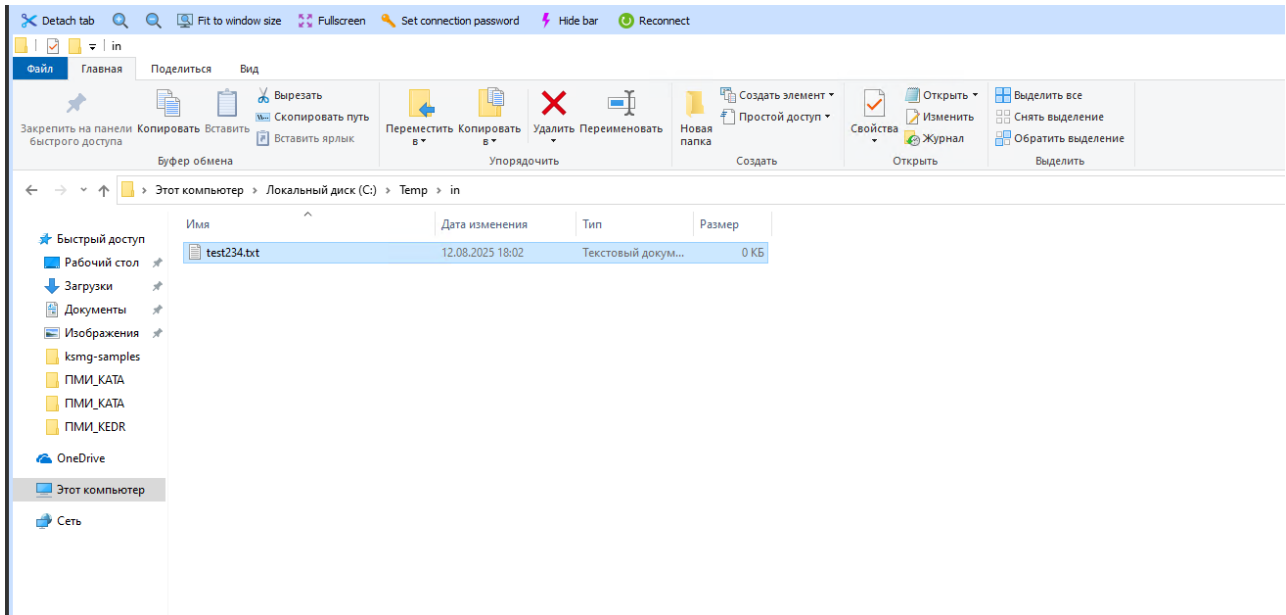 Detach tab Fit to window size Fullscreen Set connection password Hide bar Reconnect
in
Файл Главная Поделиться Вид
Закрепить на панели быстрого доступа
Копировать
Вставить
Вырезать
Скопировать путь
Вставить ярлык
Буфер обмена
Переместить в
Копировать в
Удалить
Переименовать
Упорядочить
Новая папка
Создать элемент
Простой доступ
Создать
Свойства
Открыть
Изменить
Журнал
Открыть
Выделить все
Снять выделение
Обратить выделение
Выделить
Этот компьютер > Локальный диск (C:) > Temp > in
Имя Дата изменения Тип Размер
test234.txt 12.08.2025 18:02 Текстовый докум... 0 КБ
Быстрый доступ
Рабочий стол
Загрузки
Документы
Изображения
ksmg-samples
ПМИ_KATA
ПМИ_KATA
ПМИ_KEDR
OneDrive
Этот компьютер
Сеть